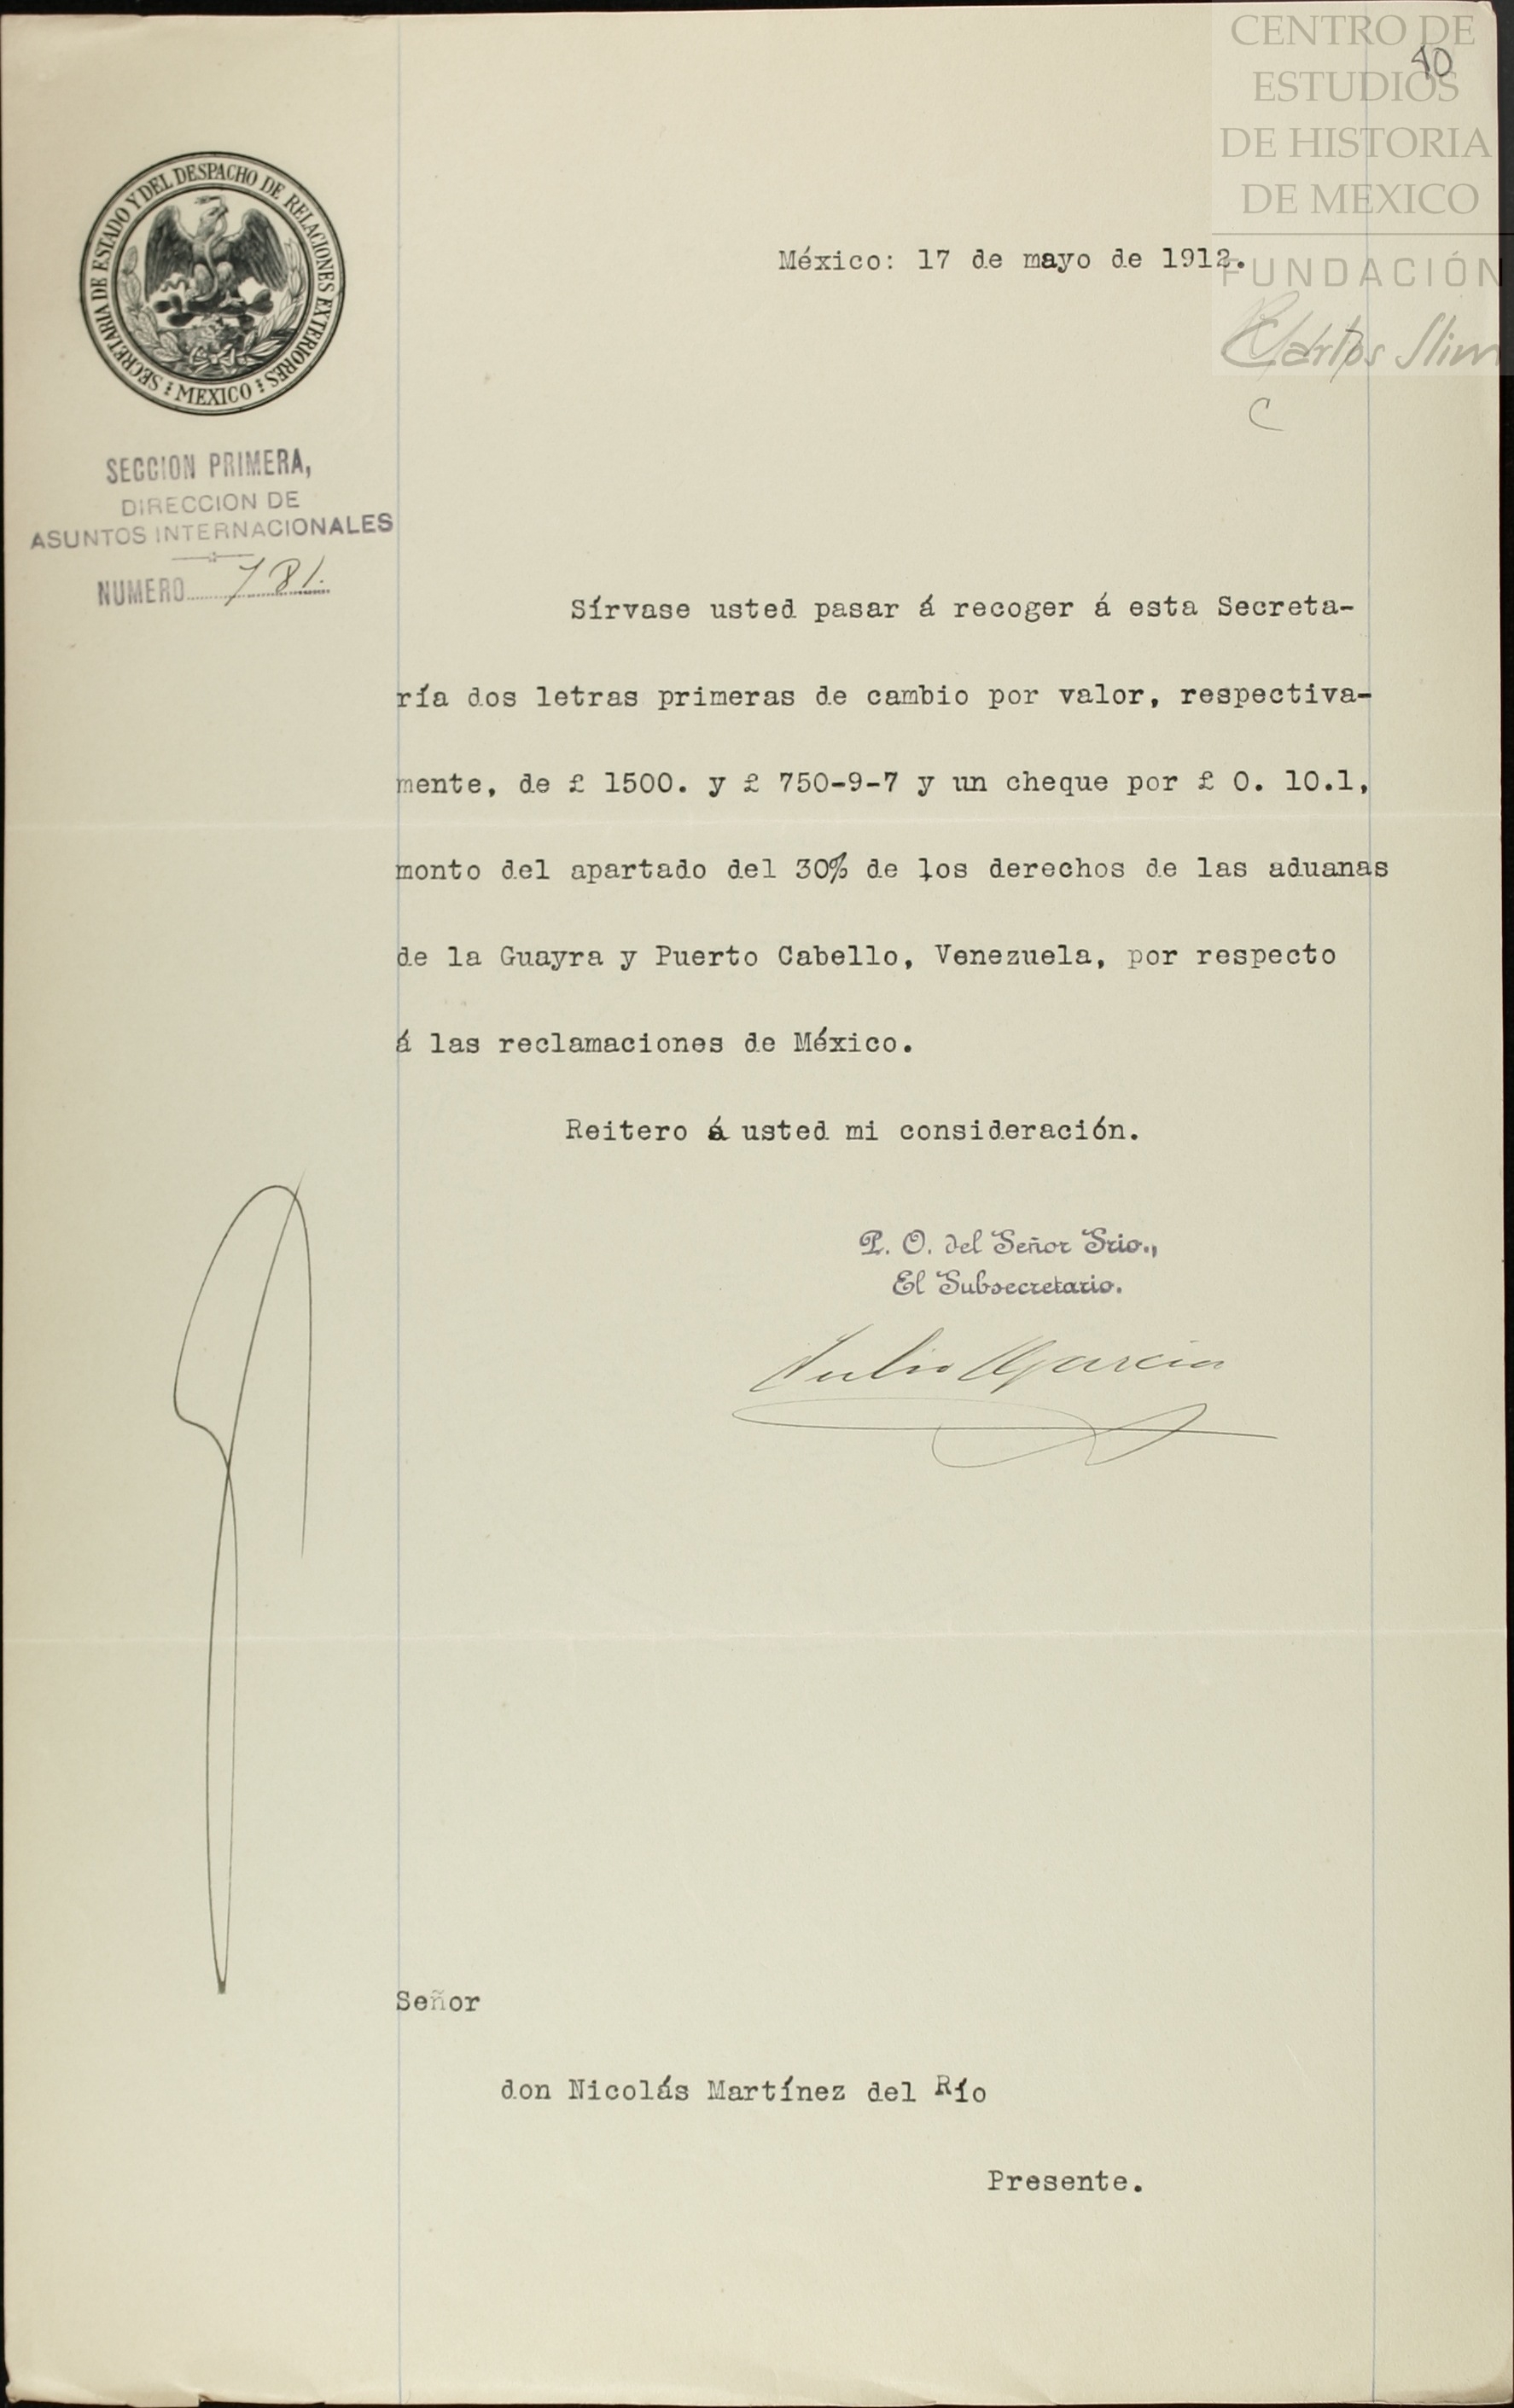 CENTRO DE
ESTUDIOS
DE HISTORIA
DE MEXICO
FUNDACIÓN
Carlos Slim
40
C
SECRETARIA DE ESTADO Y DEL DESPACHO DE RELACIONES EXTERIORES
MEXICO
México: 17 de mayo de 1912.
SECCION PRIMERA,
DIRECCION DE
ASUNTOS INTERNACIONALES
NUMERO 781.
Sírvase usted pasar á recoger á esta Secreta-
ría dos letras primeras de cambio por valor, respectiva-
mente, de £ 1500. y £ 750-9-7 y un cheque por £ 0. 10.1,
monto del apartado del 30% de los derechos de las aduanas
de la Guayra y Puerto Cabello, Venezuela, por respecto
á las reclamaciones de México.
Reitero á usted mi consideración.
P. O. del Señor Srio.,
El Subsecretario.
Julio García
Señor
don Nicolás Martínez del Río
Presente.